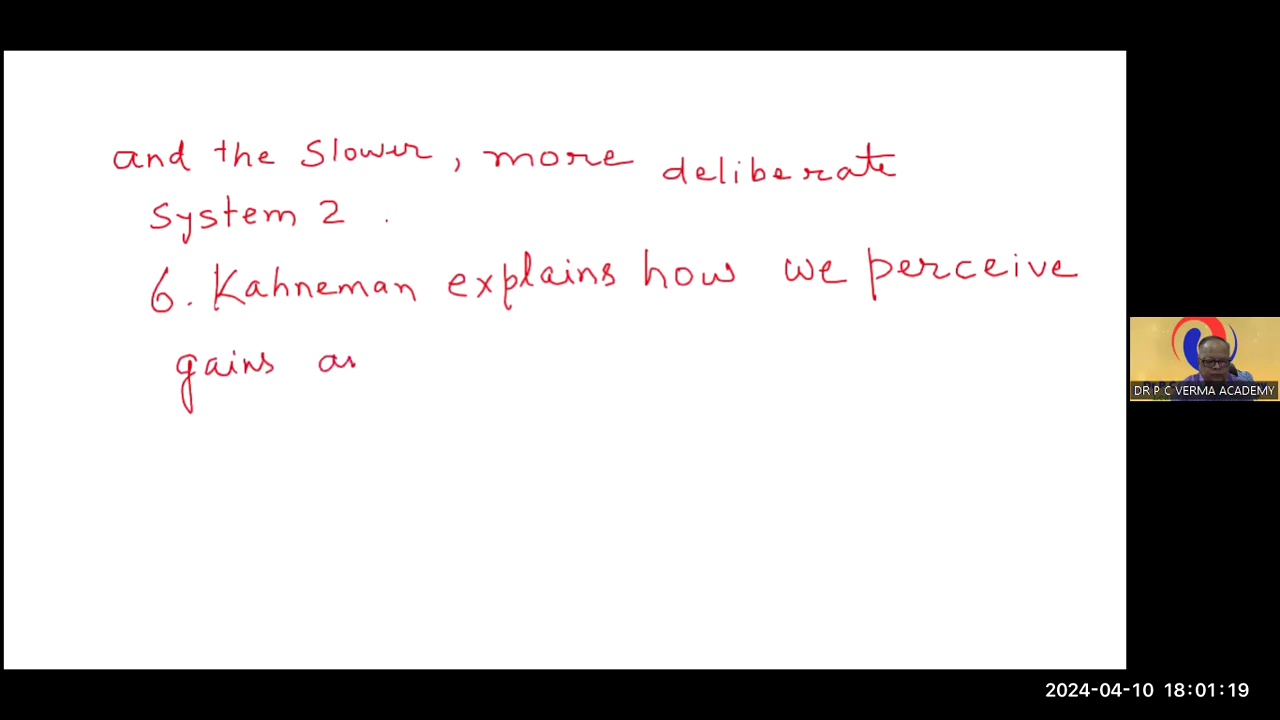 and the slower, more deliberate
system 2 .
6. Kahneman explains how we perceive
gains an
DR P C VERMA ACADEMY
2024-04-10 18:01:19